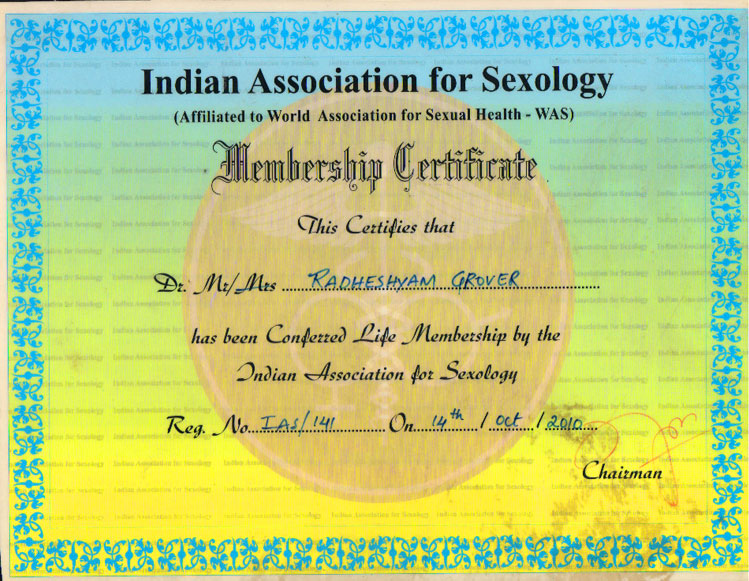 Indian Association for Sexology
(Affiliated to World Association for Sexual Health - WAS)
Membership Certificate
This Certifies that
Dr. Mr/Mrs RADHESHYAM GROVER
has been Conferred Life Membership by the
Indian Association for Sexology
Reg. No. IAS/141 On 14th / oct / 2010
Chairman